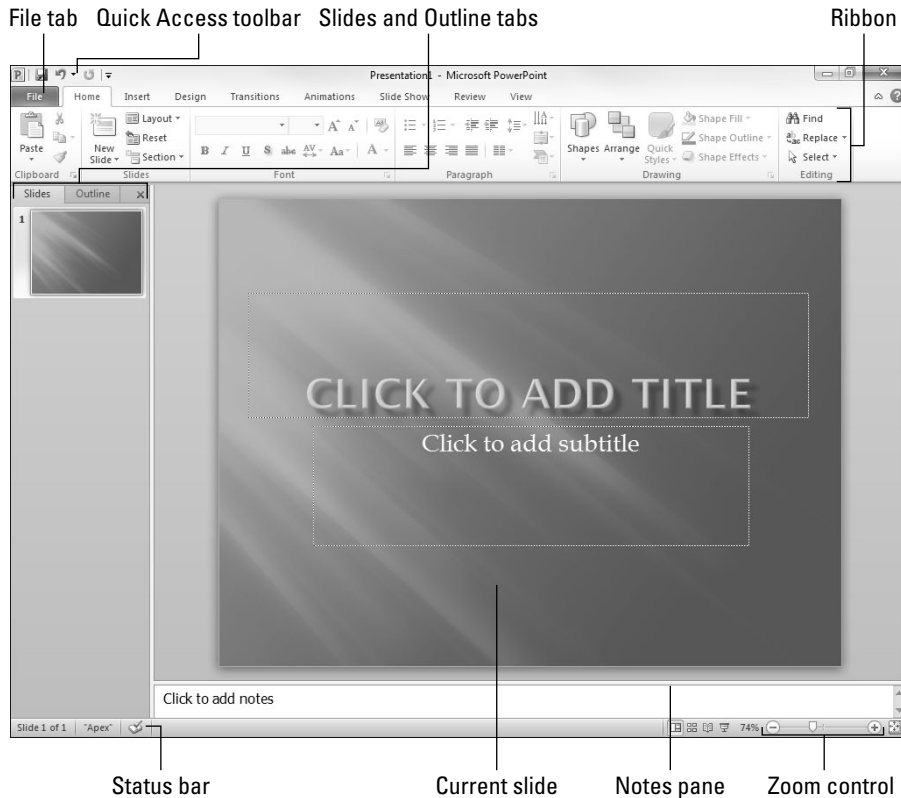 File tab Quick Access toolbar Slides and Outline tabs Ribbon
P
Presentation1 - Microsoft PowerPoint
File Home Insert Design Transitions Animations Slide Show Review View
Layout Find
Reset Shape Fill Replace
Paste New Slide Section Shapes Arrange Quick Styles Shape Outline Select
B I U S abc AV Aa A Shape Effects
Clipboard Slides Font Paragraph Drawing Editing
Slides Outline
1
CLICK TO ADD TITLE
Click to add subtitle
Click to add notes
Slide 1 of 1 "Apex" 74%
Status bar Current slide Notes pane Zoom control